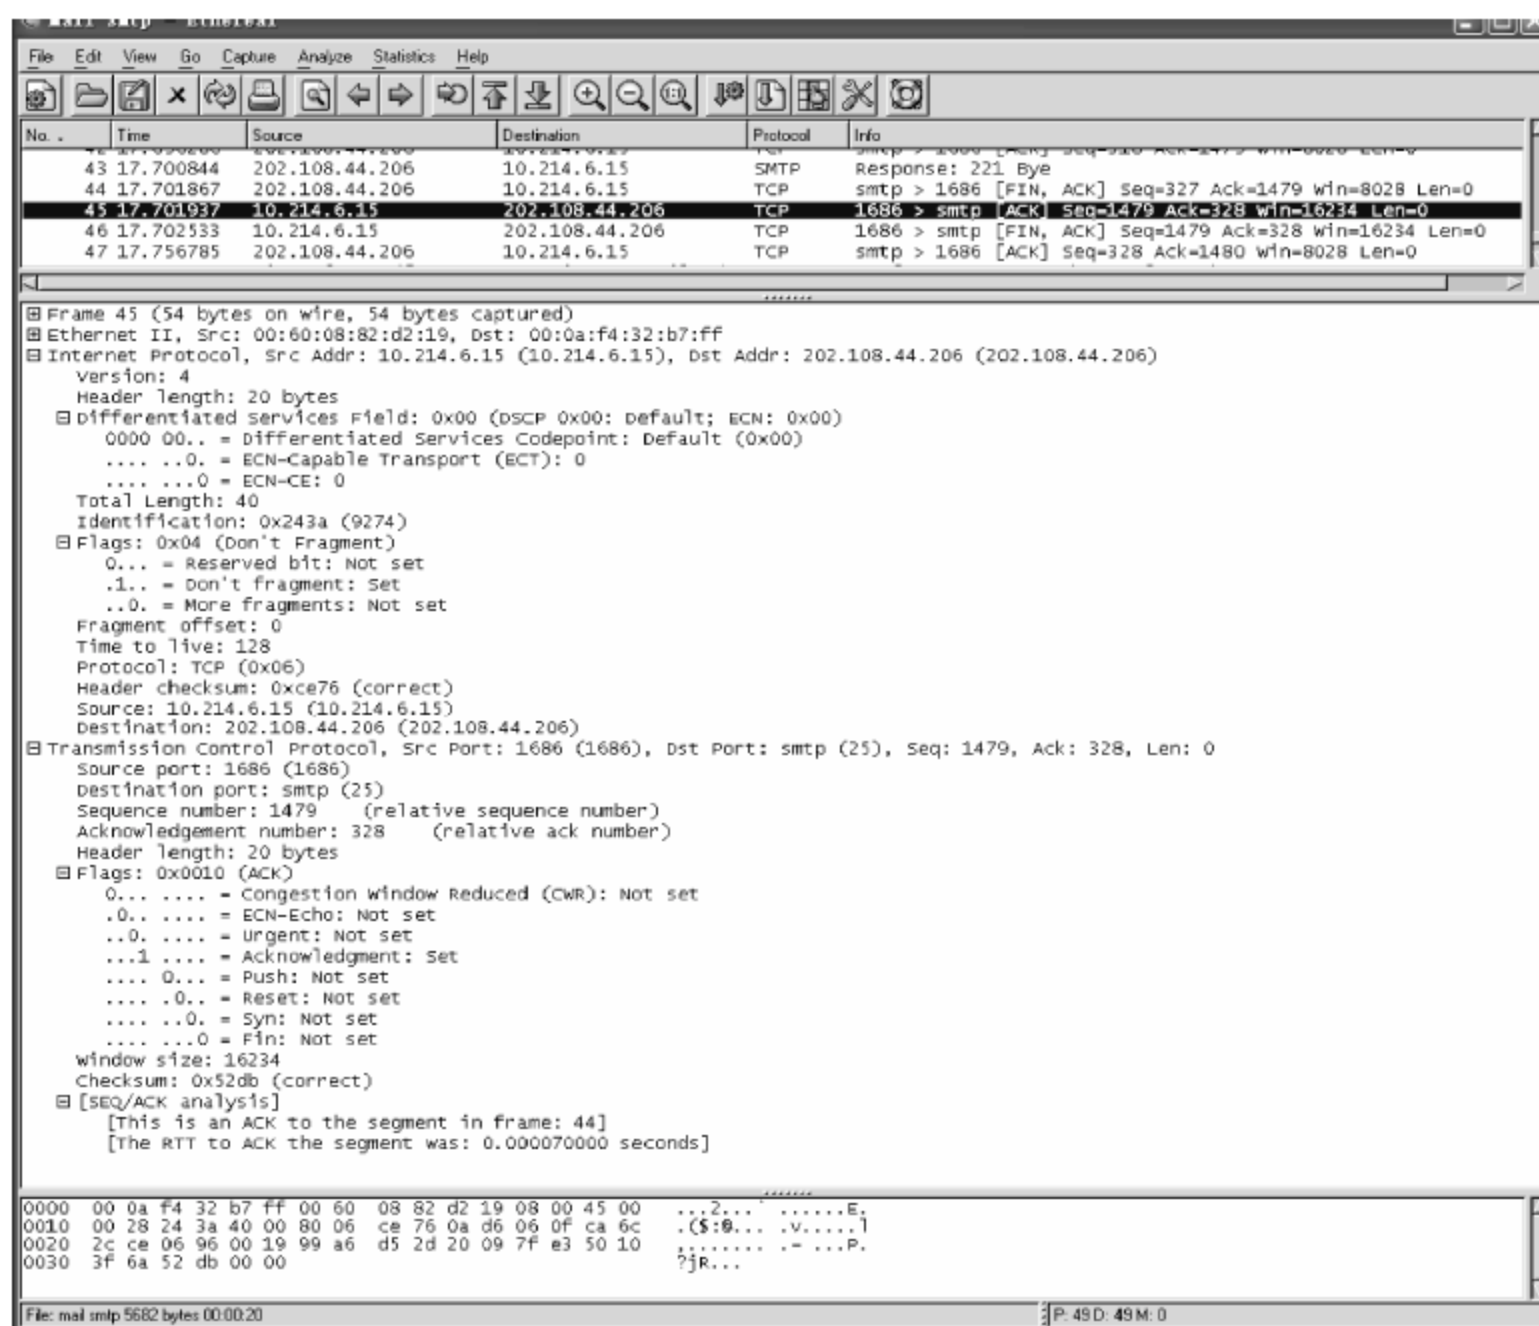 Mail smtp - Ethereal
File Edit View Go Capture Analyze Statistics Help
No. . Time Source Destination Protocol Info
43 17.700844 202.108.44.206 10.214.6.15 SMTP Response: 221 Bye
44 17.701867 202.108.44.206 10.214.6.15 TCP smtp > 1686 [FIN, ACK] Seq=327 Ack=1479 Win=8028 Len=0
45 17.701937 10.214.6.15 202.108.44.206 TCP 1686 > smtp [ACK] Seq=1479 Ack=328 Win=16234 Len=0
46 17.702533 10.214.6.15 202.108.44.206 TCP 1686 > smtp [FIN, ACK] Seq=1479 Ack=328 Win=16234 Len=0
47 17.756785 202.108.44.206 10.214.6.15 TCP smtp > 1686 [ACK] Seq=328 Ack=1480 Win=8028 Len=0
Frame 45 (54 bytes on wire, 54 bytes captured)
Ethernet II, Src: 00:60:08:82:d2:19, Dst: 00:0a:f4:32:b7:ff
Internet Protocol, Src Addr: 10.214.6.15 (10.214.6.15), Dst Addr: 202.108.44.206 (202.108.44.206)
Version: 4
Header length: 20 bytes
Differentiated Services Field: 0x00 (DSCP 0x00: Default; ECN: 0x00)
0000 00.. = Differentiated Services Codepoint: Default (0x00)
.... ..0. = ECN-Capable Transport (ECT): 0
.... ...0 = ECN-CE: 0
Total Length: 40
Identification: 0x243a (9274)
Flags: 0x04 (Don't Fragment)
0... = Reserved bit: Not set
.1.. = Don't fragment: Set
..0. = More fragments: Not set
Fragment offset: 0
Time to live: 128
Protocol: TCP (0x06)
Header checksum: 0xce76 (correct)
Source: 10.214.6.15 (10.214.6.15)
Destination: 202.108.44.206 (202.108.44.206)
Transmission Control Protocol, Src Port: 1686 (1686), Dst Port: smtp (25), Seq: 1479, Ack: 328, Len: 0
Source port: 1686 (1686)
Destination port: smtp (25)
Sequence number: 1479 (relative sequence number)
Acknowledgement number: 328 (relative ack number)
Header length: 20 bytes
Flags: 0x0010 (ACK)
0... .... = Congestion Window Reduced (CWR): Not set
.0.. .... = ECN-Echo: Not set
..0. .... = Urgent: Not set
...1 .... = Acknowledgment: Set
.... 0... = Push: Not set
.... .0.. = Reset: Not set
.... ..0. = Syn: Not set
.... ...0 = Fin: Not set
Window size: 16234
Checksum: 0x52db (correct)
[SEQ/ACK analysis]
[This is an ACK to the segment in frame: 44]
[The RTT to ACK the segment was: 0.000070000 seconds]
0000 00 0a f4 32 b7 ff 00 60 08 82 d2 19 08 00 45 00 ...2...` ......E.
0010 00 28 24 3a 40 00 80 06 ce 76 0a d6 06 0f ca 6c .($:@... .v.....l
0020 2c ce 06 96 00 19 99 a6 d5 2d 20 09 7f e3 50 10 ,....... .- ...P.
0030 3f 6a 52 db 00 00 ?jR...
File: mail smtp 5682 bytes 00:00:20 P: 49 D: 49 M: 0